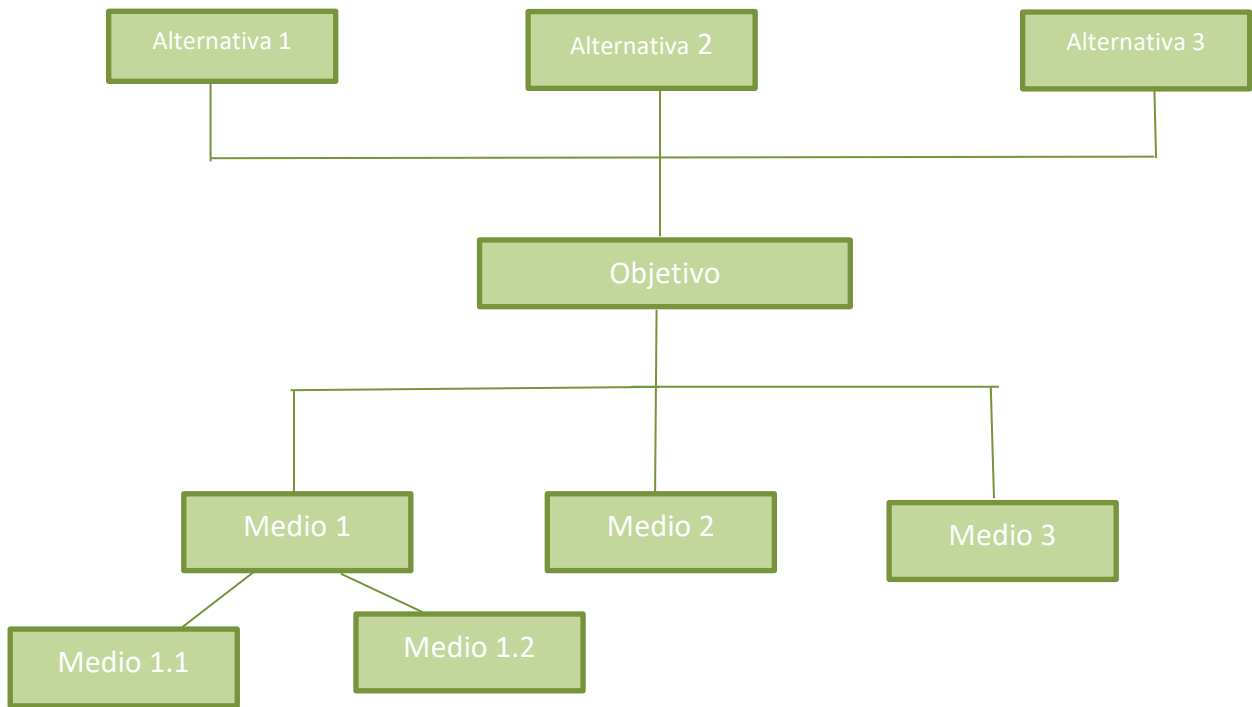 Alternativa 1
Alternativa 2
Alternativa 3
Objetivo
Medio 1
Medio 2
Medio 3
Medio 1.1
Medio 1.2